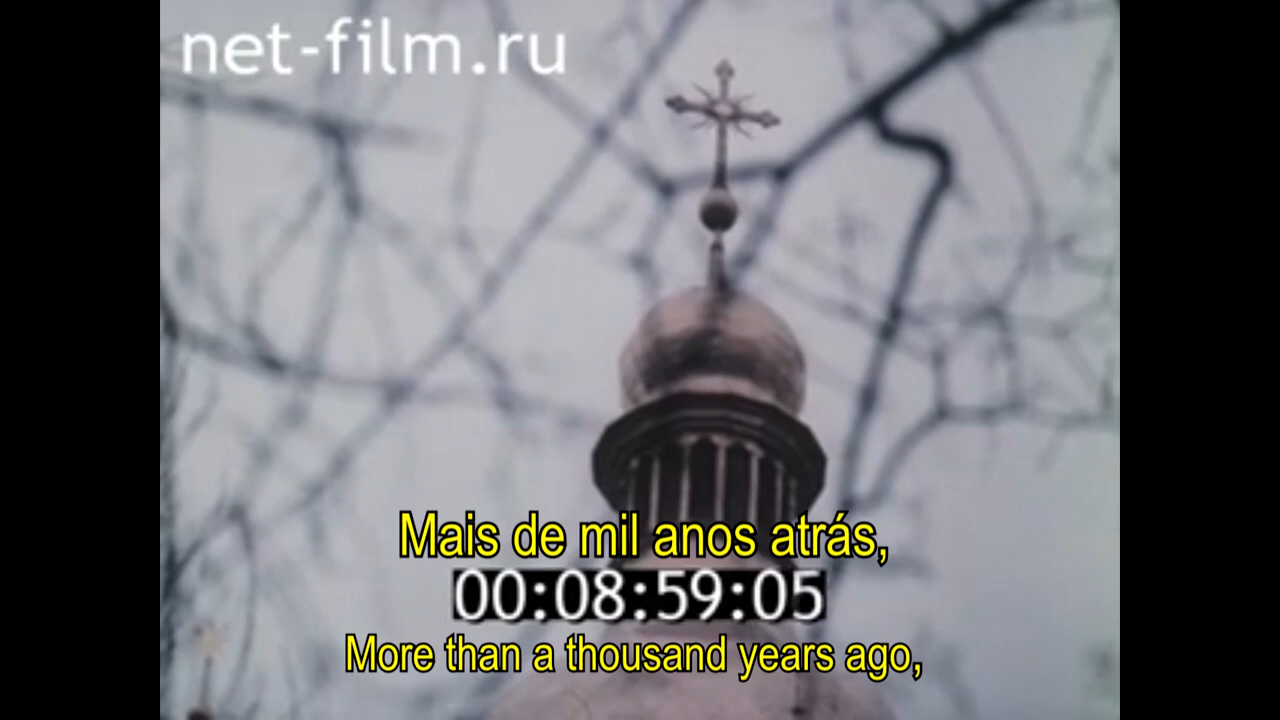 net-film.ru
Mais de mil anos atrás,
00:08:59:05
More than a thousand years ago,